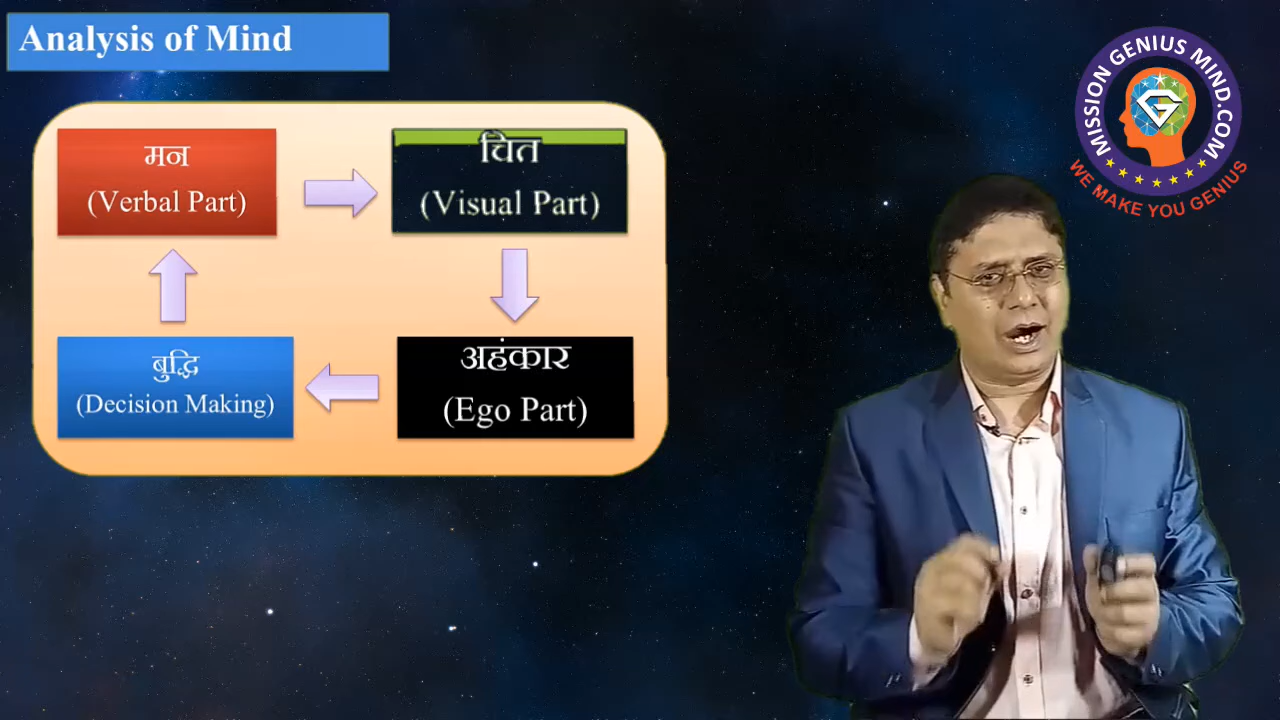 Analysis of Mind
मन
(Verbal Part)
चित
(Visual Part)
बुद्धि
(Decision Making)
अहंकार
(Ego Part)
MISSION GENIUS MIND.COM
WE MAKE YOU GENIUS